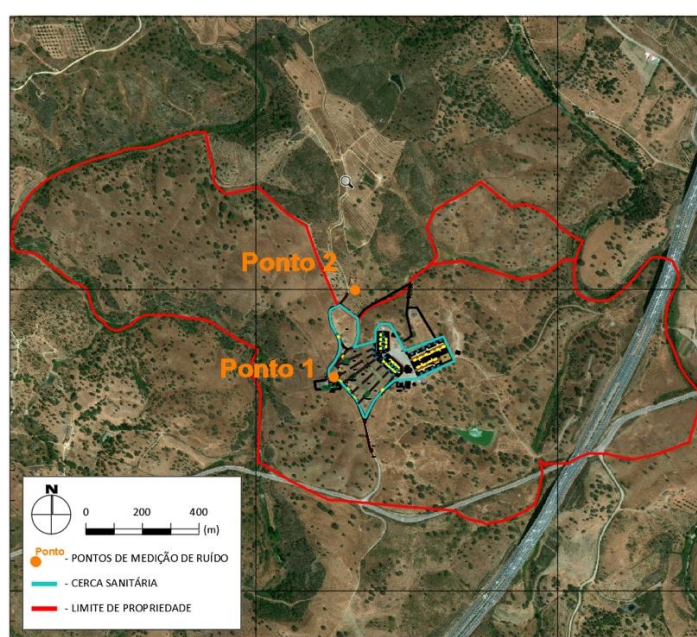 Ponto 2
Ponto 1
N
0 200 400
(m)
Ponto
- PONTOS DE MEDIÇÃO DE RUÍDO
- CERCA SANITÁRIA
- LIMITE DE PROPRIEDADE